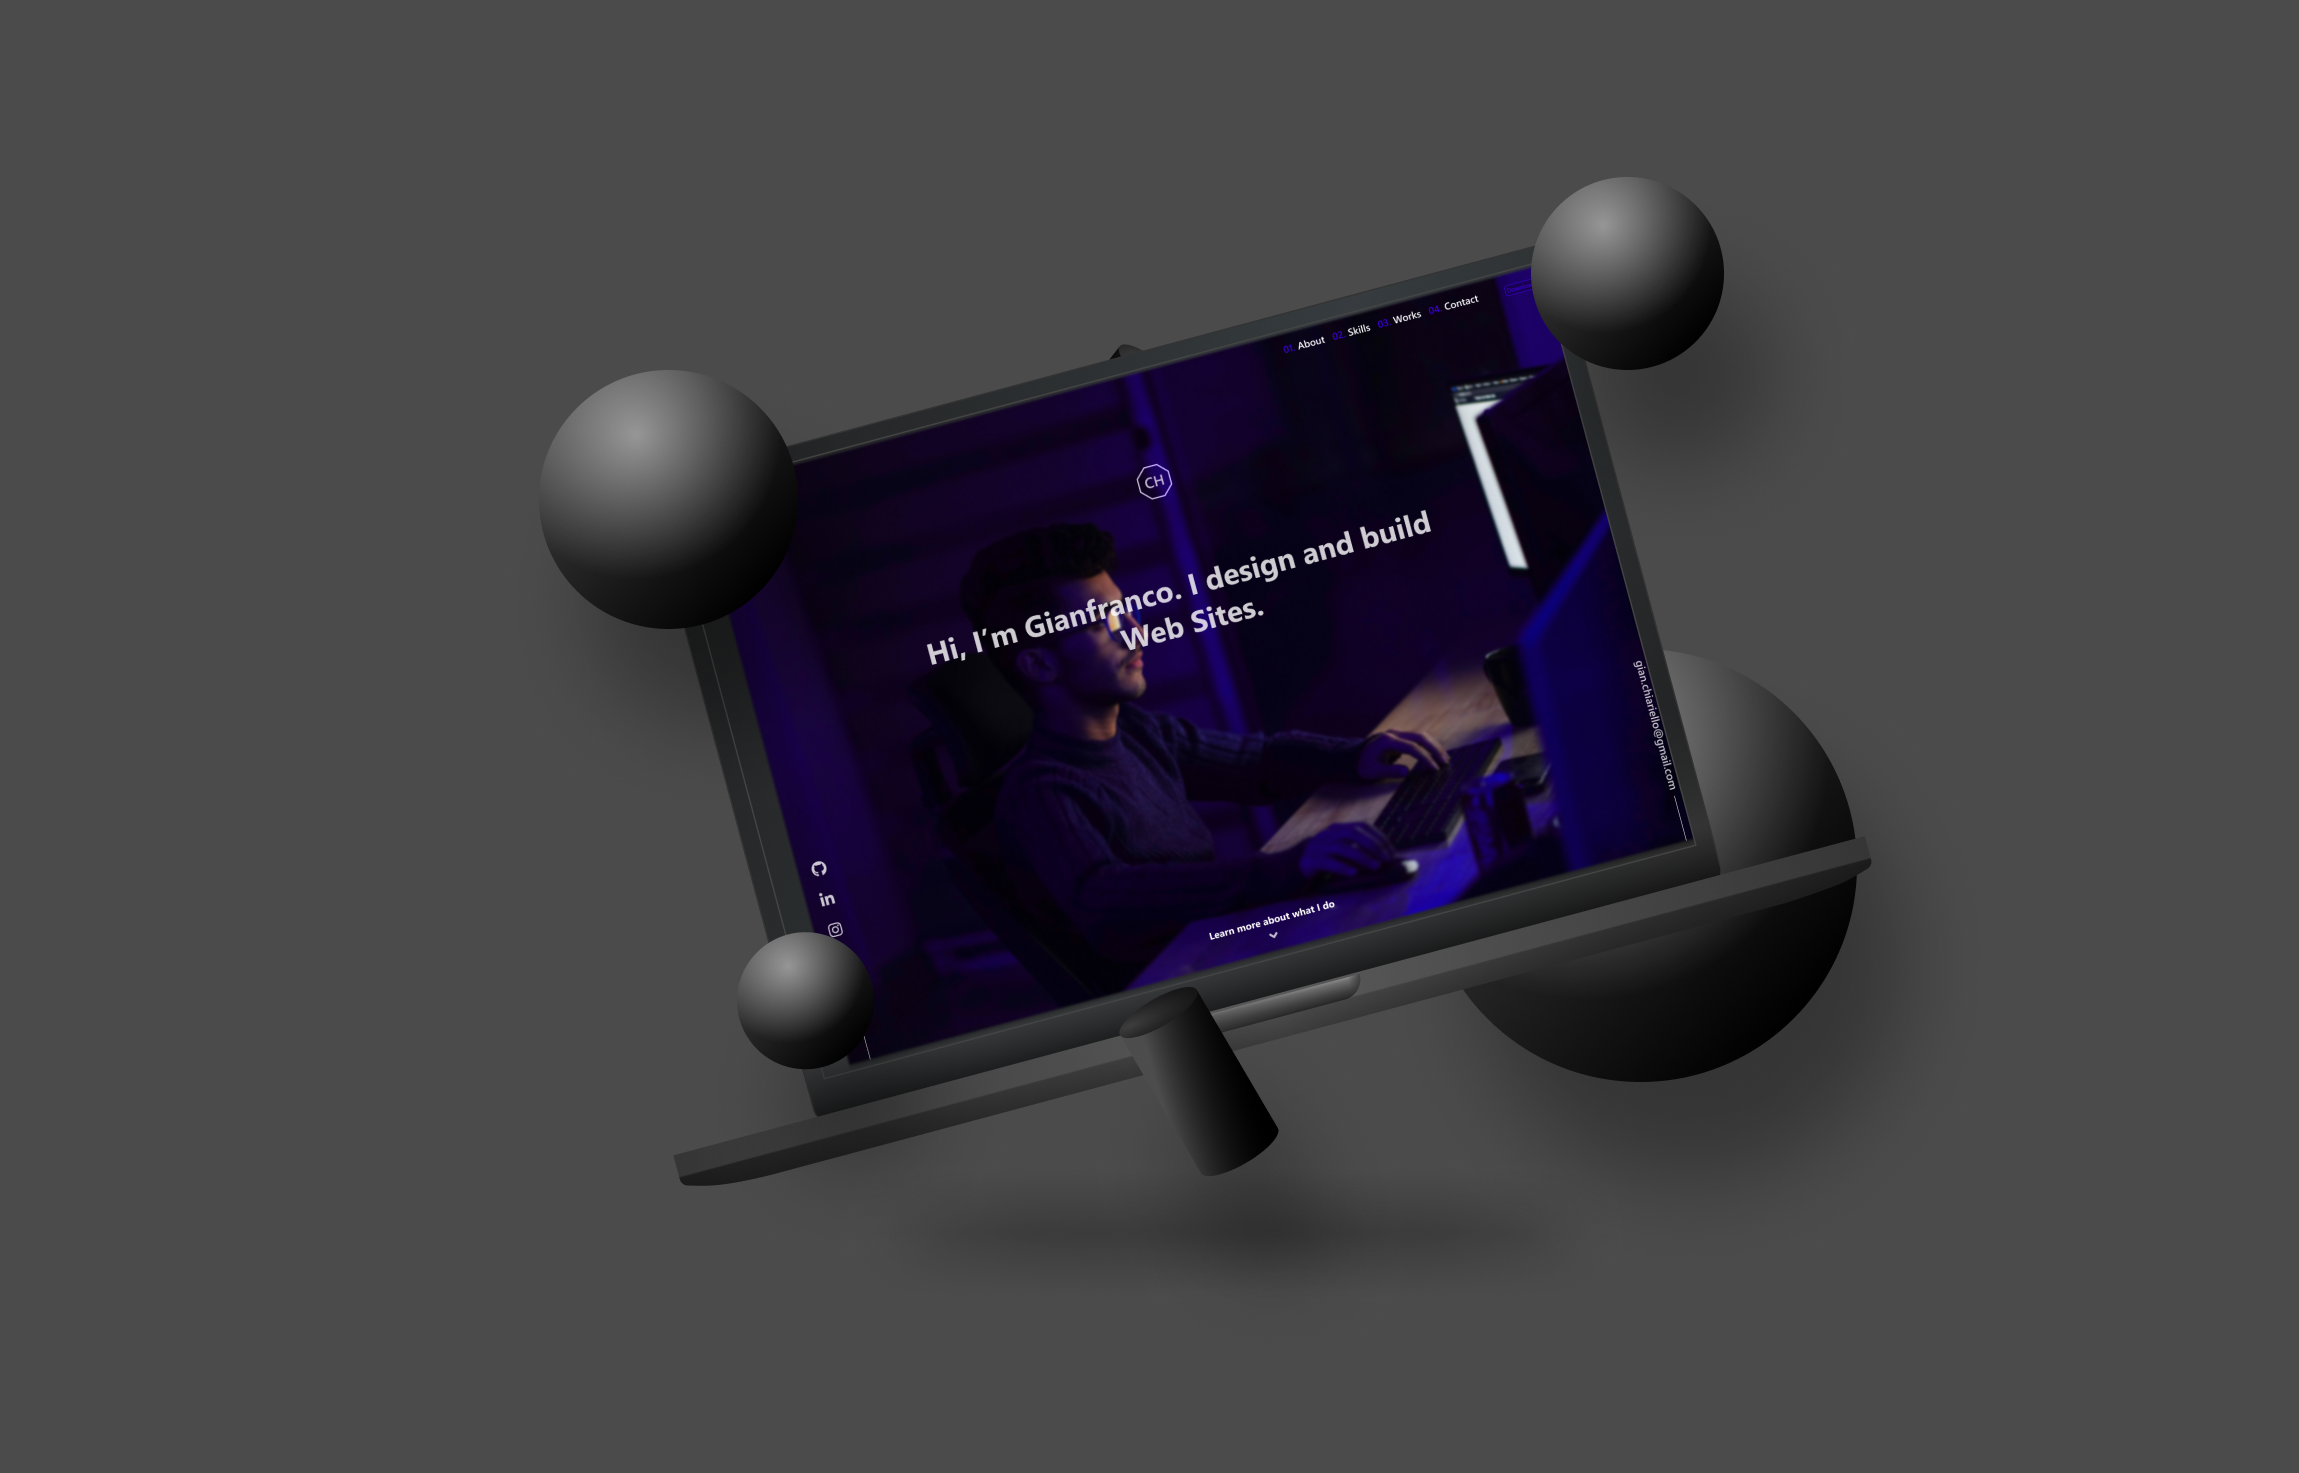 01. About 02. Skills 03. Works 04. Contact
CH
Hi, I'm Gianfranco. I design and build
Web Sites.
gian.chiariello@gmail.com
in
Learn more about what I do